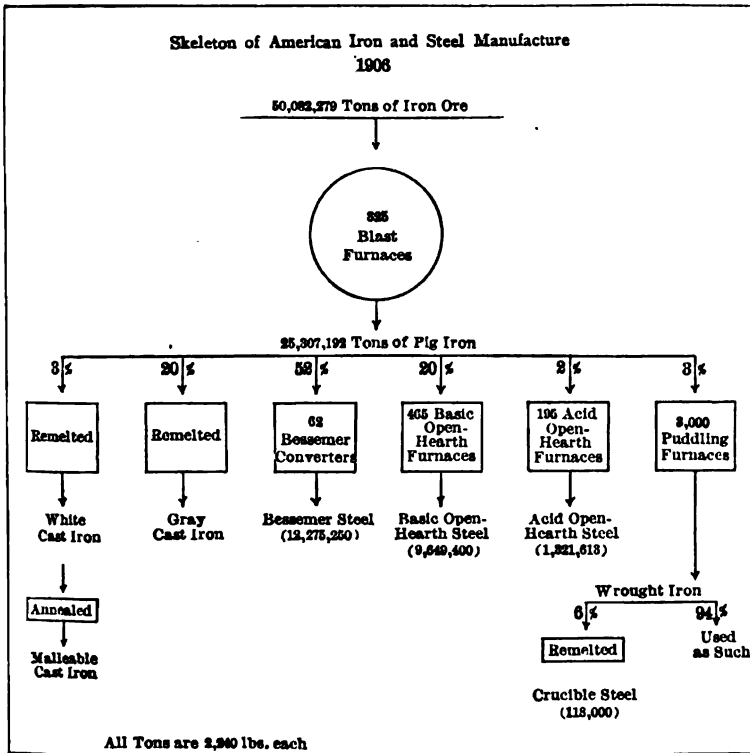 Skeleton of American Iron and Steel Manufacture
1906
50,082,279 Tons of Iron Ore
325
Blast
Furnaces
25,307,192 Tons of Pig Iron
3% 20% 52% 20% 2% 3%
Remelted
Remelted
62
Bessemer
Converters
465 Basic
Open-
Hearth
Furnaces
195 Acid
Open-
Hearth
Furnaces
3,000
Puddling
Furnaces
White
Cast Iron
Gray
Cast Iron
Bessemer Steel
(12,275,250)
Basic Open-
Hearth Steel
(9,649,400)
Acid Open-
Hearth Steel
(1,321,613)
Wrought Iron
6% 94%
Annealed
Malleable
Cast Iron
Remelted
Used
as Such
Crucible Steel
(118,000)
All Tons are 2,240 lbs. each